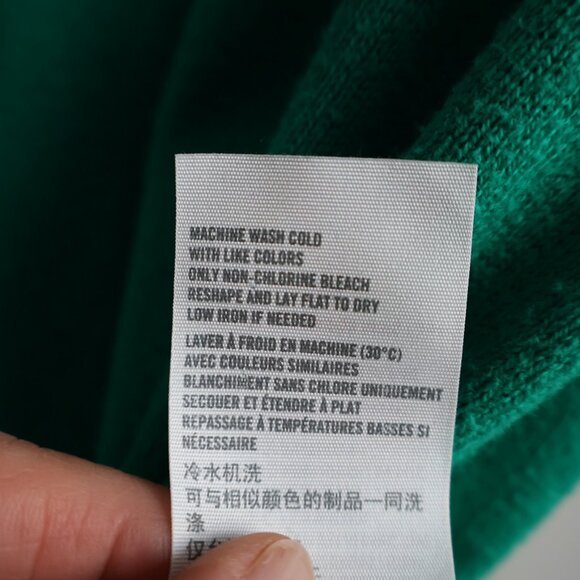 MACHINE WASH COLD
WITH LIKE COLORS
ONLY NON-CHLORINE BLEACH
RESHAPE AND LAY FLAT TO DRY
LOW IRON IF NEEDED
LAVER À FROID EN MACHINE (30°C)
AVEC COULEURS SIMILAIRES
BLANCHIMENT SANS CHLORE UNIQUEMENT
SECOUER ET ÉTENDRE À PLAT
REPASSAGE À TEMPÉRATURES BASSES SI
NÉCESSAIRE
冷水机洗
可与相似颜色的制品一同洗
涤
仅